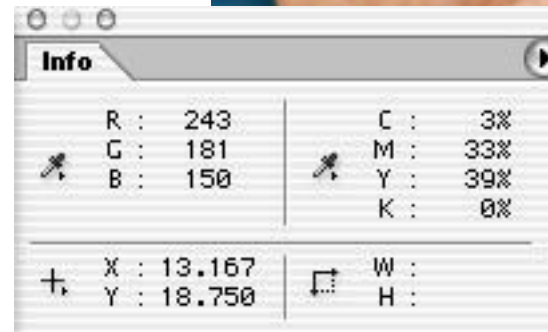 Info
R : 243
G : 181
B : 150
C : 3%
M : 33%
Y : 39%
K : 0%
X : 13.167
Y : 18.750
W :
H :